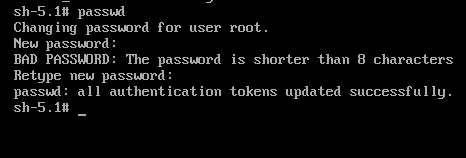 sh-5.1# passwd
Changing password for user root.
New password:
BAD PASSWORD: The password is shorter than 8 characters
Retype new password:
passwd: all authentication tokens updated successfully.
sh-5.1# _